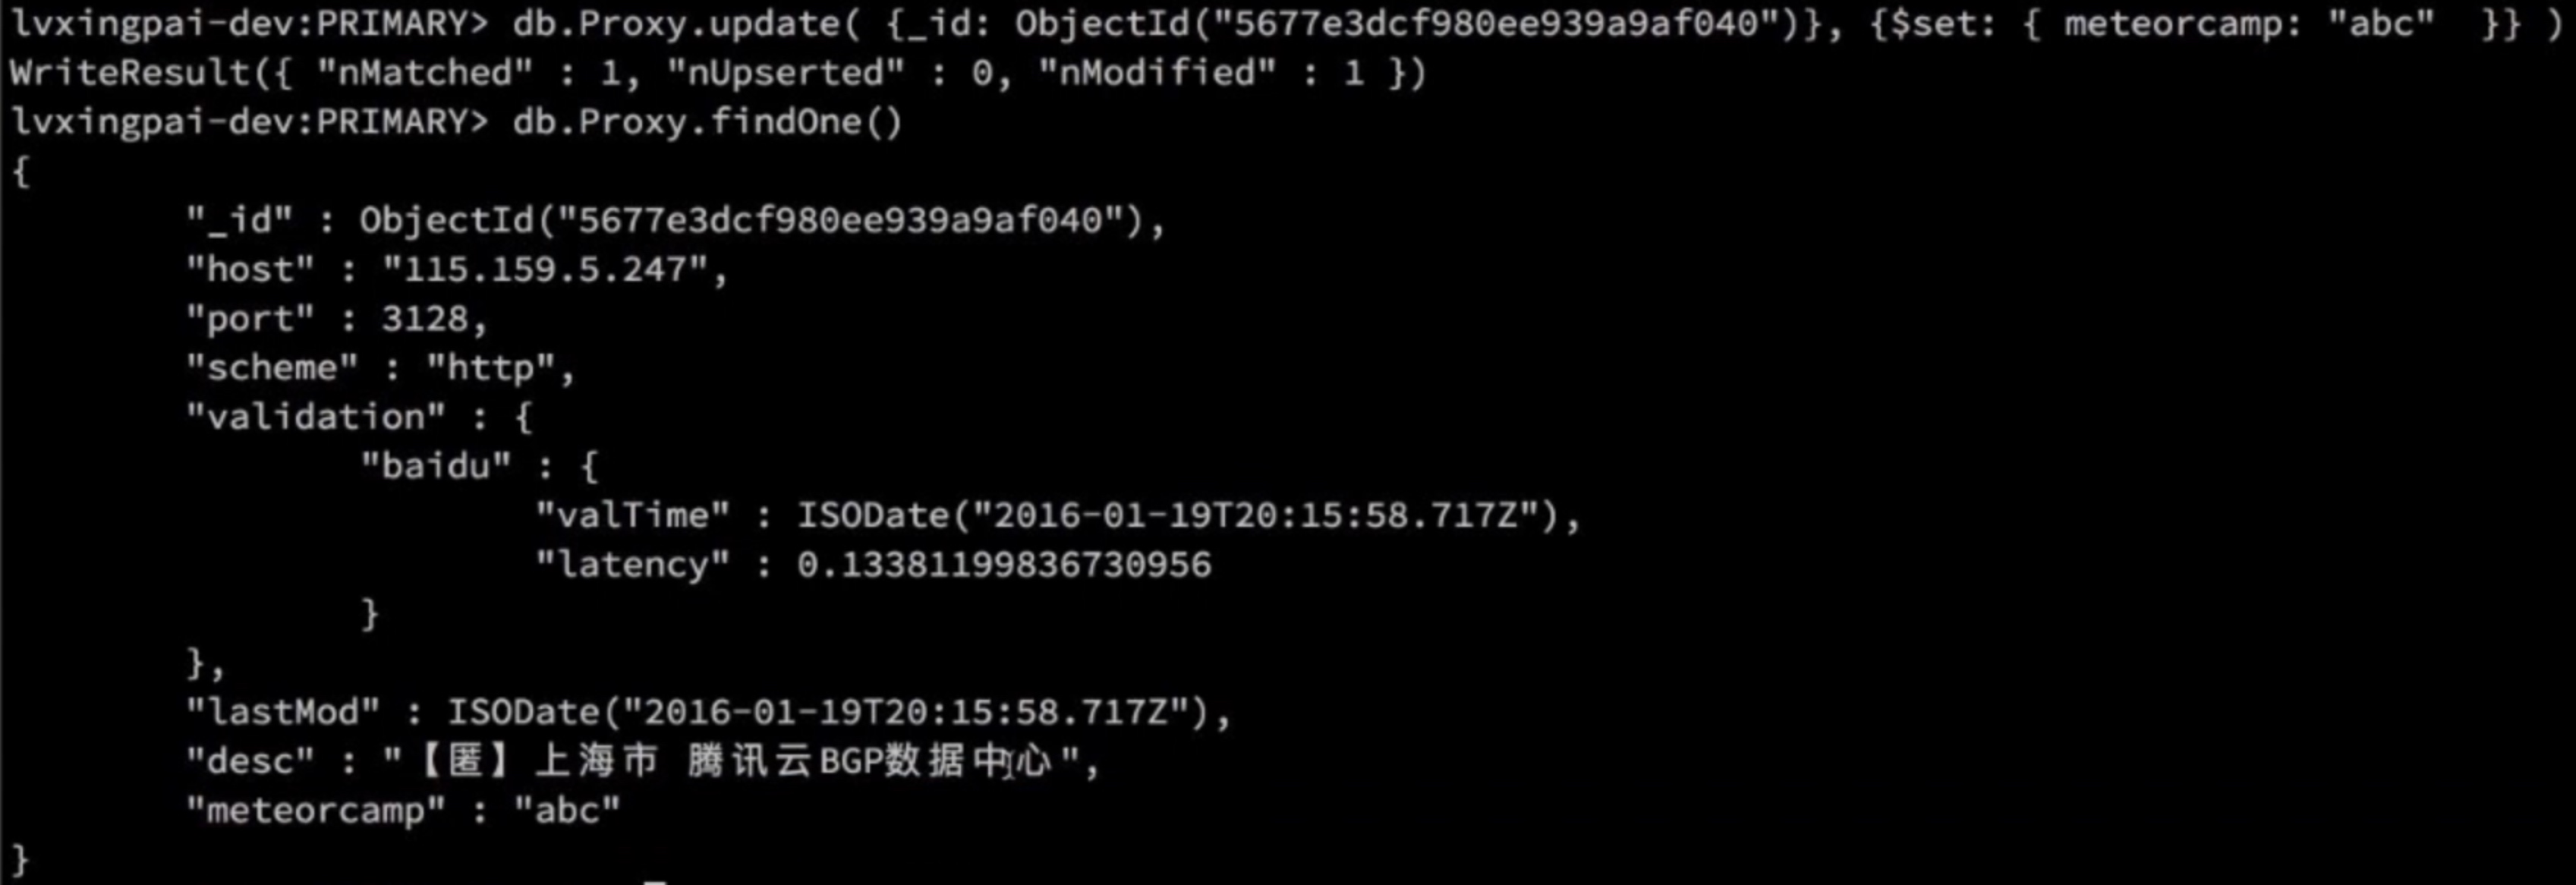 lvxingpai-dev:PRIMARY> db.Proxy.update( {_id: ObjectId("5677e3dcf980ee939a9af040")}, {$set: { meteorcamp: "abc"  }} )
WriteResult({ "nMatched" : 1, "nUpserted" : 0, "nModified" : 1 })
lvxingpai-dev:PRIMARY> db.Proxy.findOne()
{
        "_id" : ObjectId("5677e3dcf980ee939a9af040"),
        "host" : "115.159.5.247",
        "port" : 3128,
        "scheme" : "http",
        "validation" : {
                "baidu" : {
                        "valTime" : ISODate("2016-01-19T20:15:58.717Z"),
                        "latency" : 0.13381199836730956
                }
        },
        "lastMod" : ISODate("2016-01-19T20:15:58.717Z"),
        "desc" : "【匿】上海市 腾讯云BGP数据中心",
        "meteorcamp" : "abc"
}